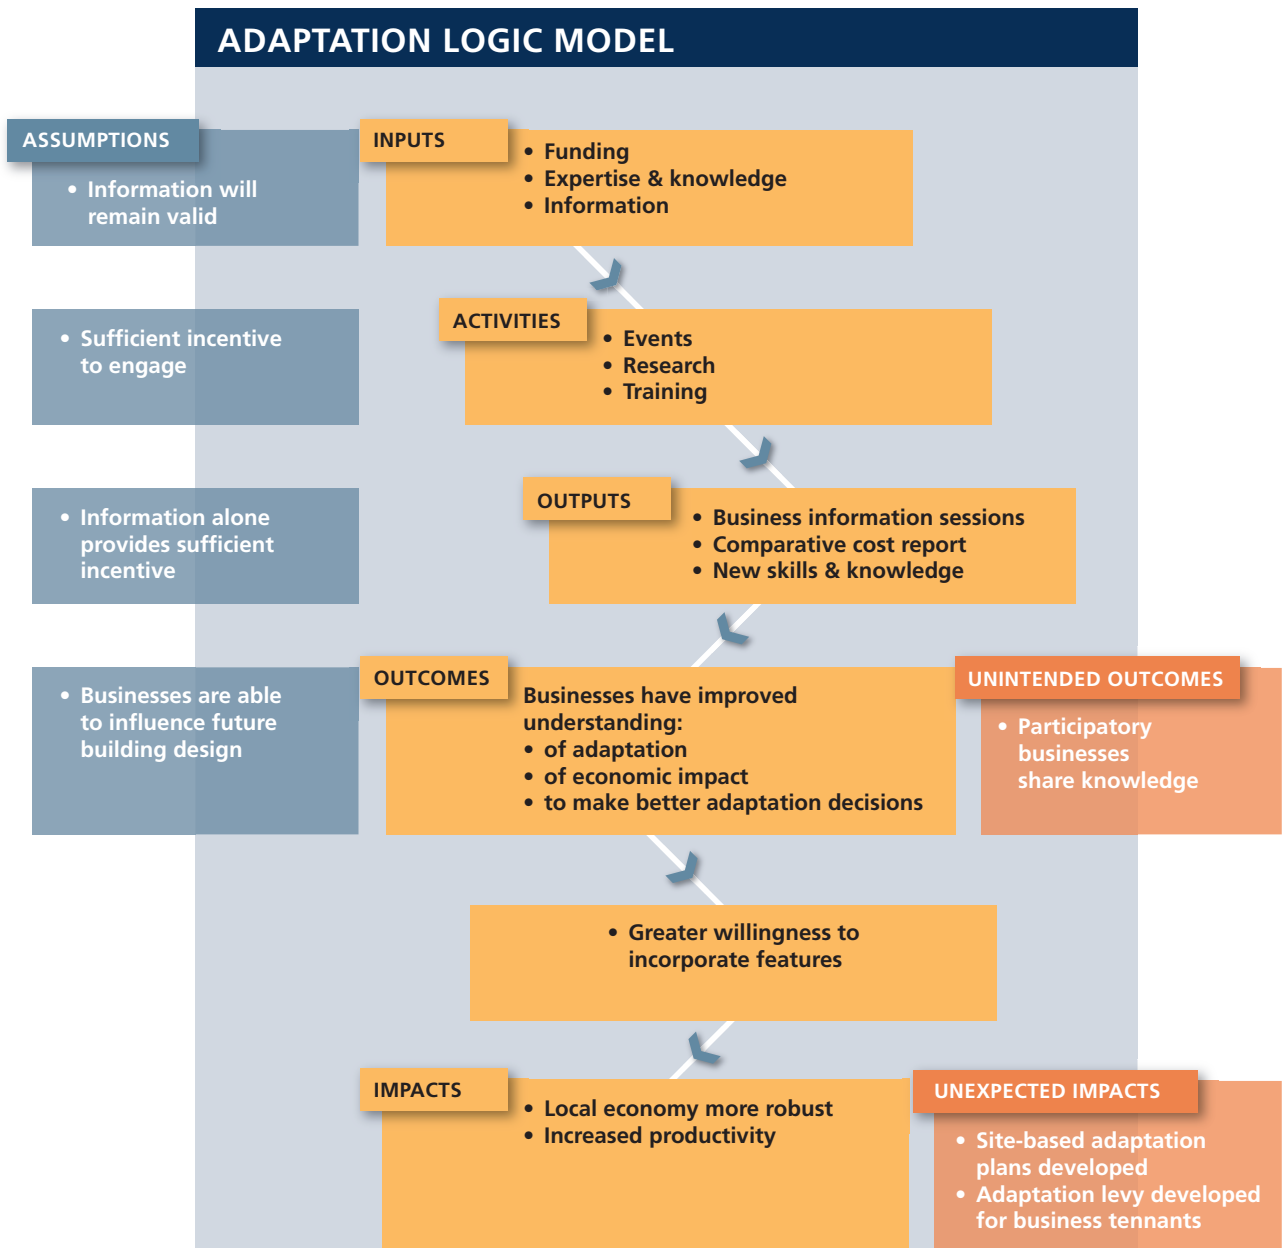 ADAPTATION LOGIC MODEL
ASSUMPTIONS
• Information will
remain valid
INPUTS
• Funding
• Expertise & knowledge
• Information
• Sufficient incentive
to engage
ACTIVITIES
• Events
• Research
• Training
• Information alone
provides sufficient
incentive
OUTPUTS
• Business information sessions
• Comparative cost report
• New skills & knowledge
• Businesses are able
to influence future
building design
OUTCOMES
Businesses have improved
understanding:
• of adaptation
• of economic impact
• to make better adaptation decisions
UNINTENDED OUTCOMES
• Participatory
businesses
share knowledge
• Greater willingness to
incorporate features
IMPACTS
• Local economy more robust
• Increased productivity
UNEXPECTED IMPACTS
• Site-based adaptation
plans developed
• Adaptation levy developed
for business tennants